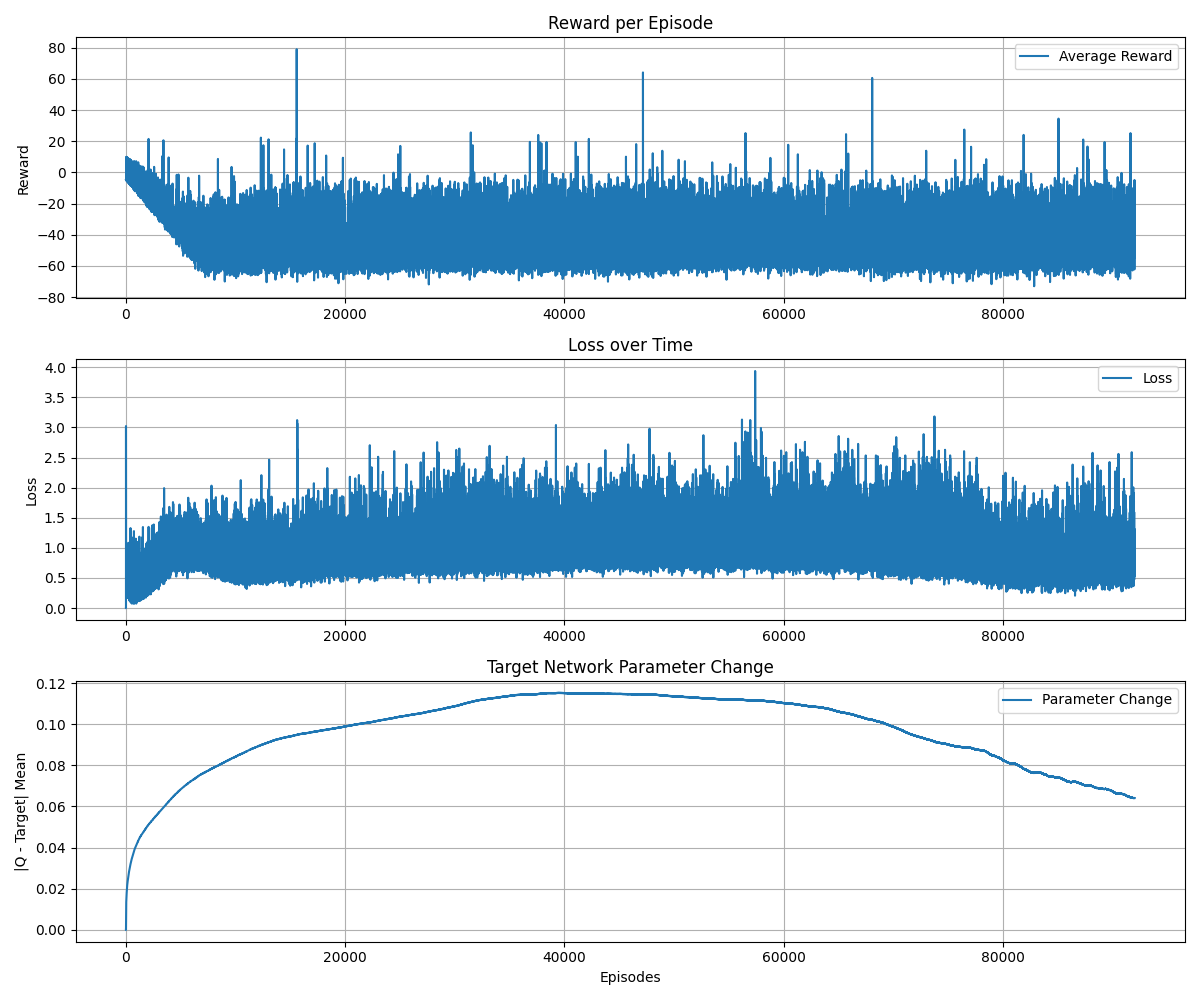 Reward per Episode
Average Reward
Reward
80
60
40
20
0
−20
−40
−60
−80
0 20000 40000 60000 80000
Loss over Time
Loss
Loss
4.0
3.5
3.0
2.5
2.0
1.5
1.0
0.5
0.0
0 20000 40000 60000 80000
Target Network Parameter Change
Parameter Change
|Q - Target| Mean
0.12
0.10
0.08
0.06
0.04
0.02
0.00
0 20000 40000 60000 80000
Episodes